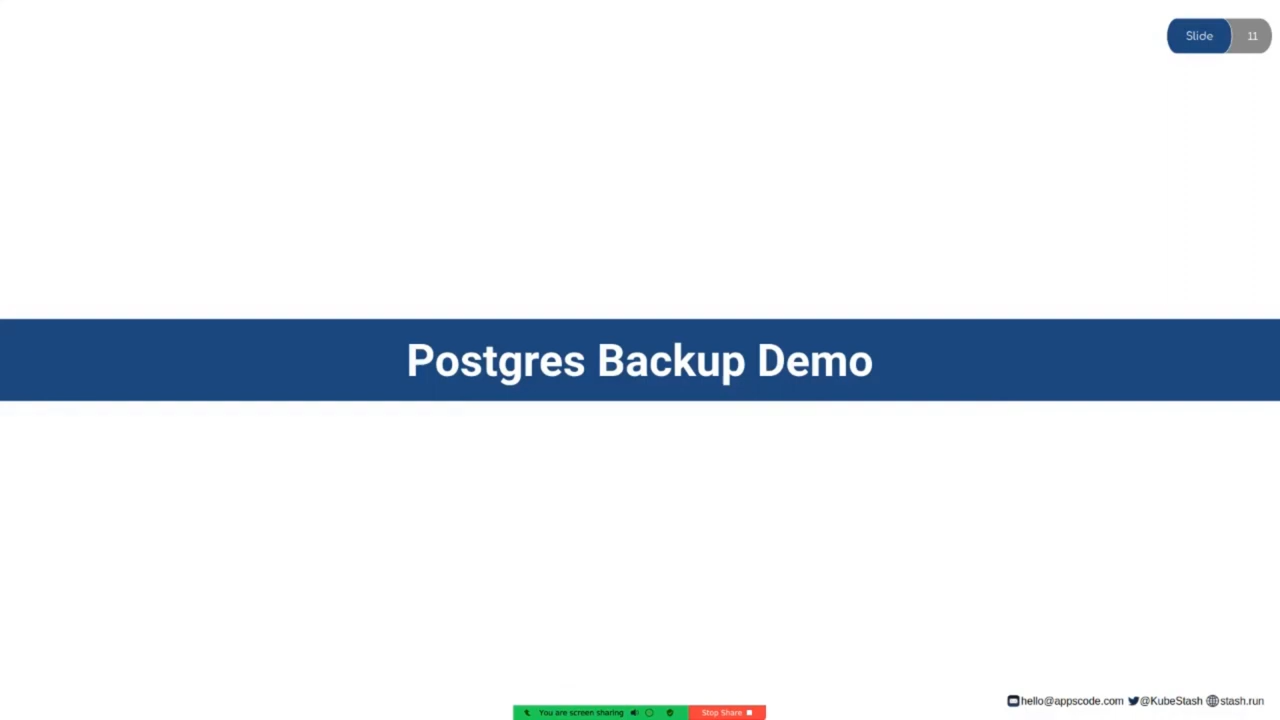 Slide 11
Postgres Backup Demo
hello@appscode.com @KubeStash stash.run
You are screen sharing Stop Share